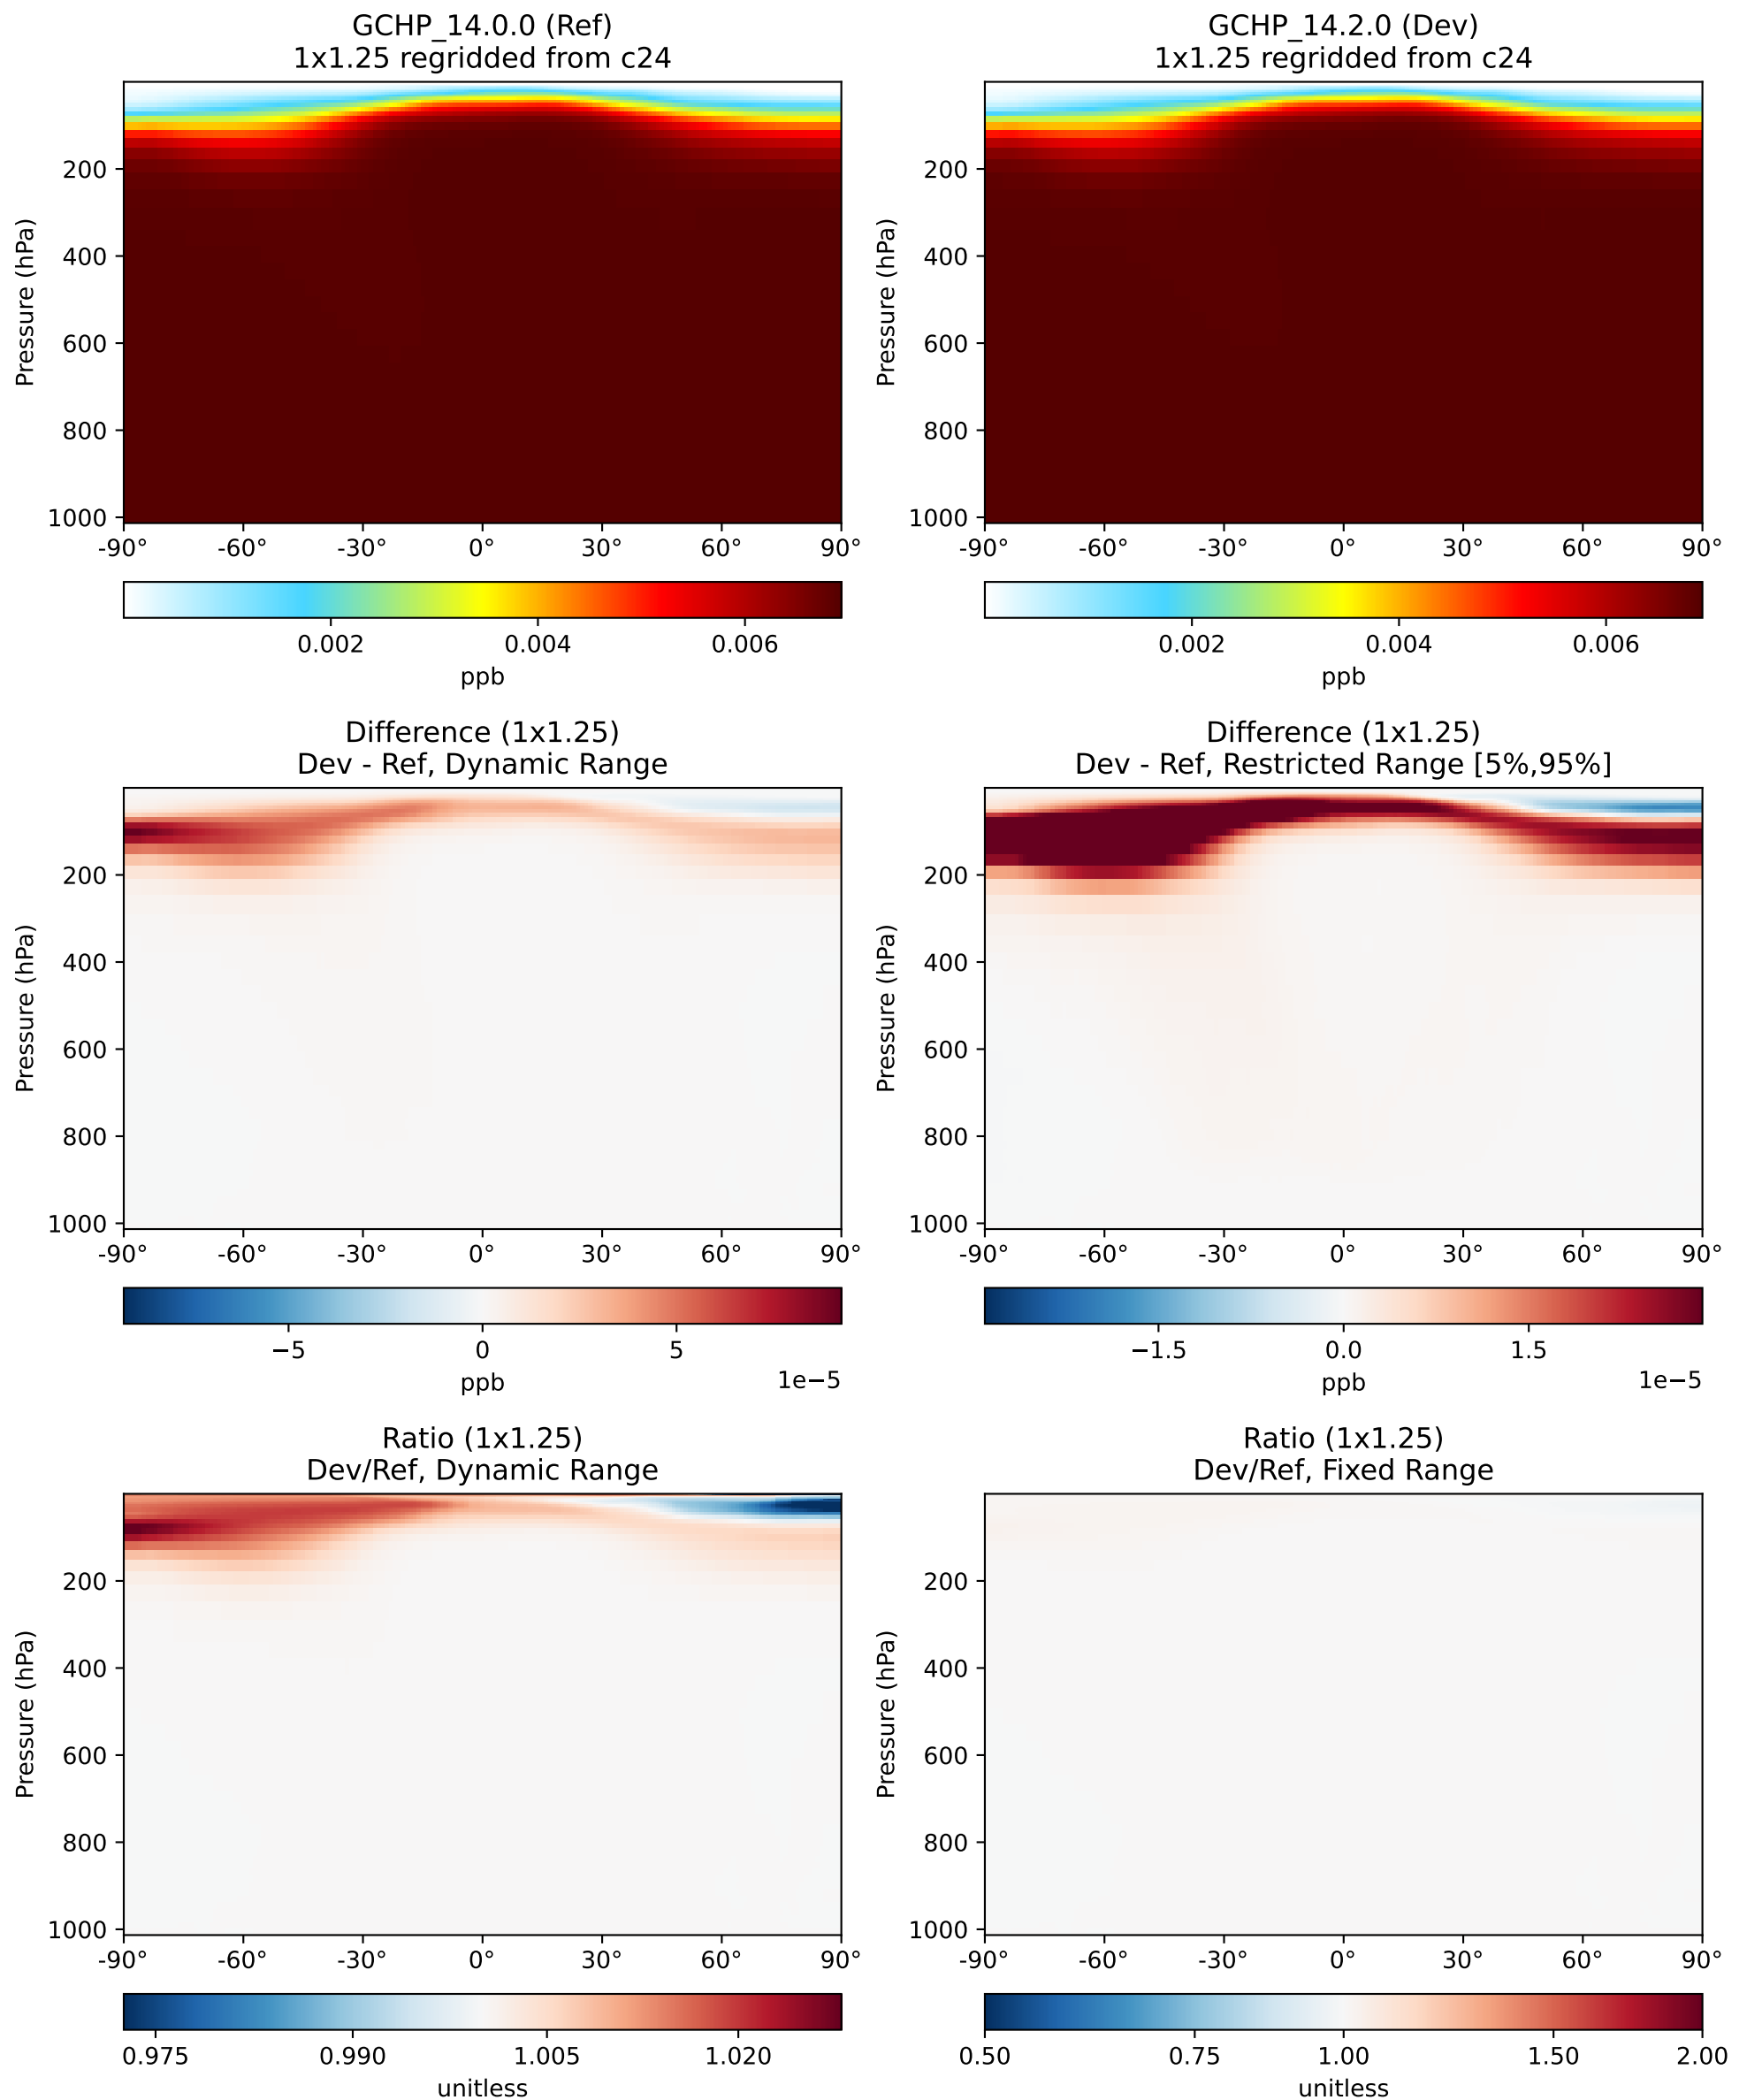 GCHP_14.0.0 (Ref)
1x1.25 regridded from c24
Pressure (hPa)
200
400
600
800
1000
-90° -60° -30° 0° 30° 60° 90°
0.002 0.004 0.006
ppb
GCHP_14.2.0 (Dev)
1x1.25 regridded from c24
Pressure (hPa)
200
400
600
800
1000
-90° -60° -30° 0° 30° 60° 90°
0.002 0.004 0.006
ppb
Difference (1x1.25)
Dev - Ref, Dynamic Range
Pressure (hPa)
200
400
600
800
1000
-90° -60° -30° 0° 30° 60° 90°
−5 0 5
ppb 1e−5
Difference (1x1.25)
Dev - Ref, Restricted Range [5%,95%]
Pressure (hPa)
200
400
600
800
1000
-90° -60° -30° 0° 30° 60° 90°
−1.5 0.0 1.5
ppb 1e−5
Ratio (1x1.25)
Dev/Ref, Dynamic Range
Pressure (hPa)
200
400
600
800
1000
-90° -60° -30° 0° 30° 60° 90°
0.975 0.990 1.005 1.020
unitless
Ratio (1x1.25)
Dev/Ref, Fixed Range
Pressure (hPa)
200
400
600
800
1000
-90° -60° -30° 0° 30° 60° 90°
0.50 0.75 1.00 1.50 2.00
unitless